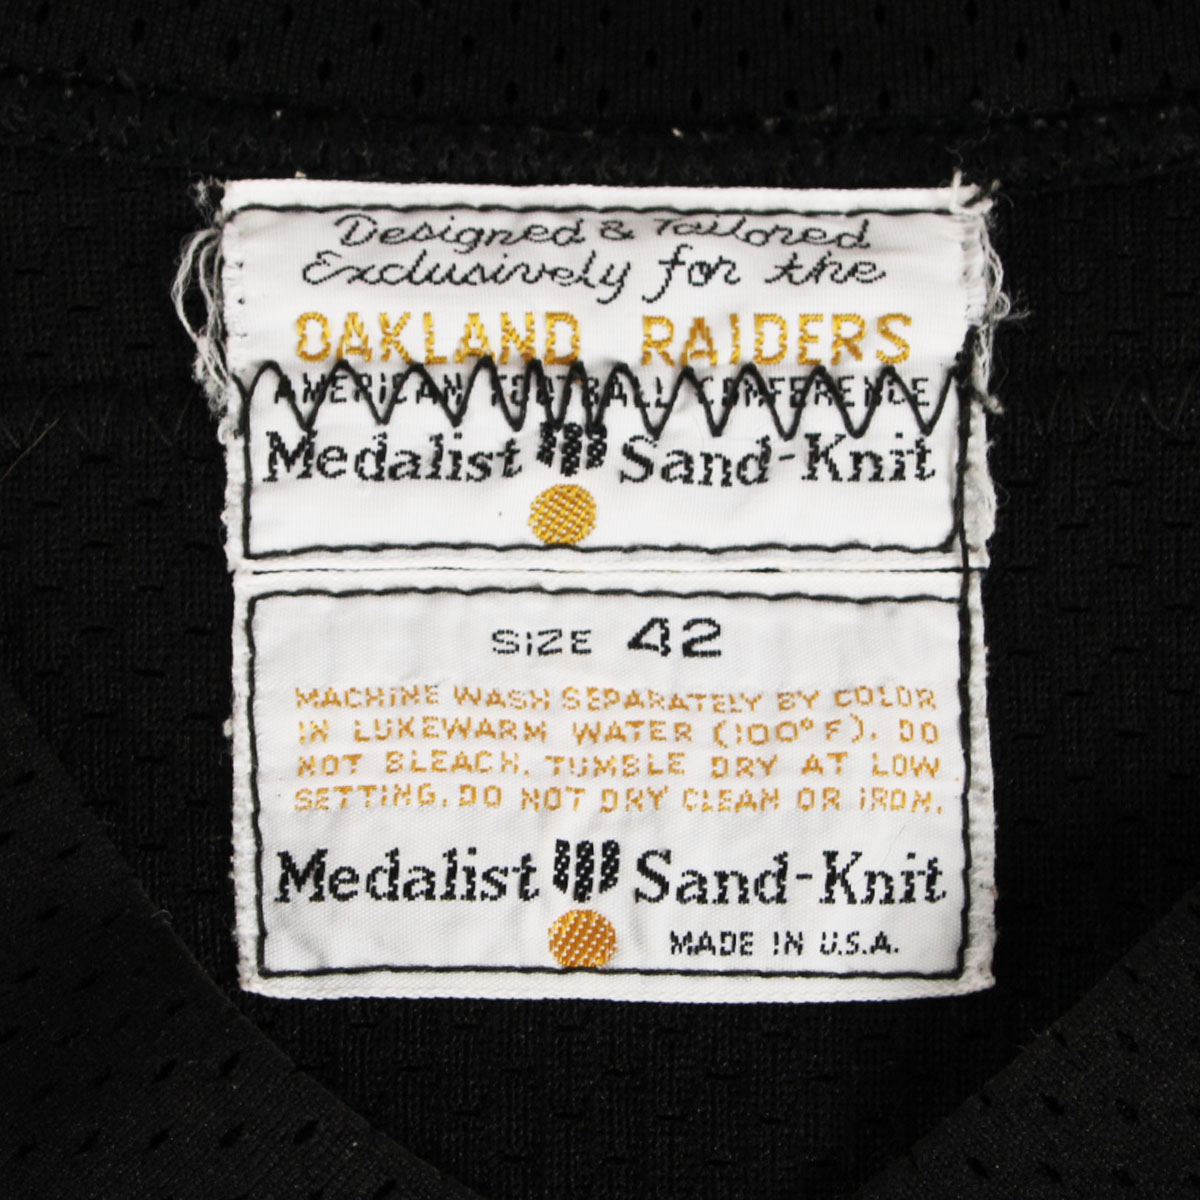 Designed & Tailored
Exclusively for the
OAKLAND RAIDERS
AMERICAN FOOTBALL CONFERENCE
Medalist Sand-Knit
SIZE 42
MACHINE WASH SEPARATELY BY COLOR
IN LUKEWARM WATER (100°F). DO
NOT BLEACH. TUMBLE DRY AT LOW
SETTING. DO NOT DRY CLEAN OR IRON.
Medalist Sand-Knit
MADE IN U.S.A.